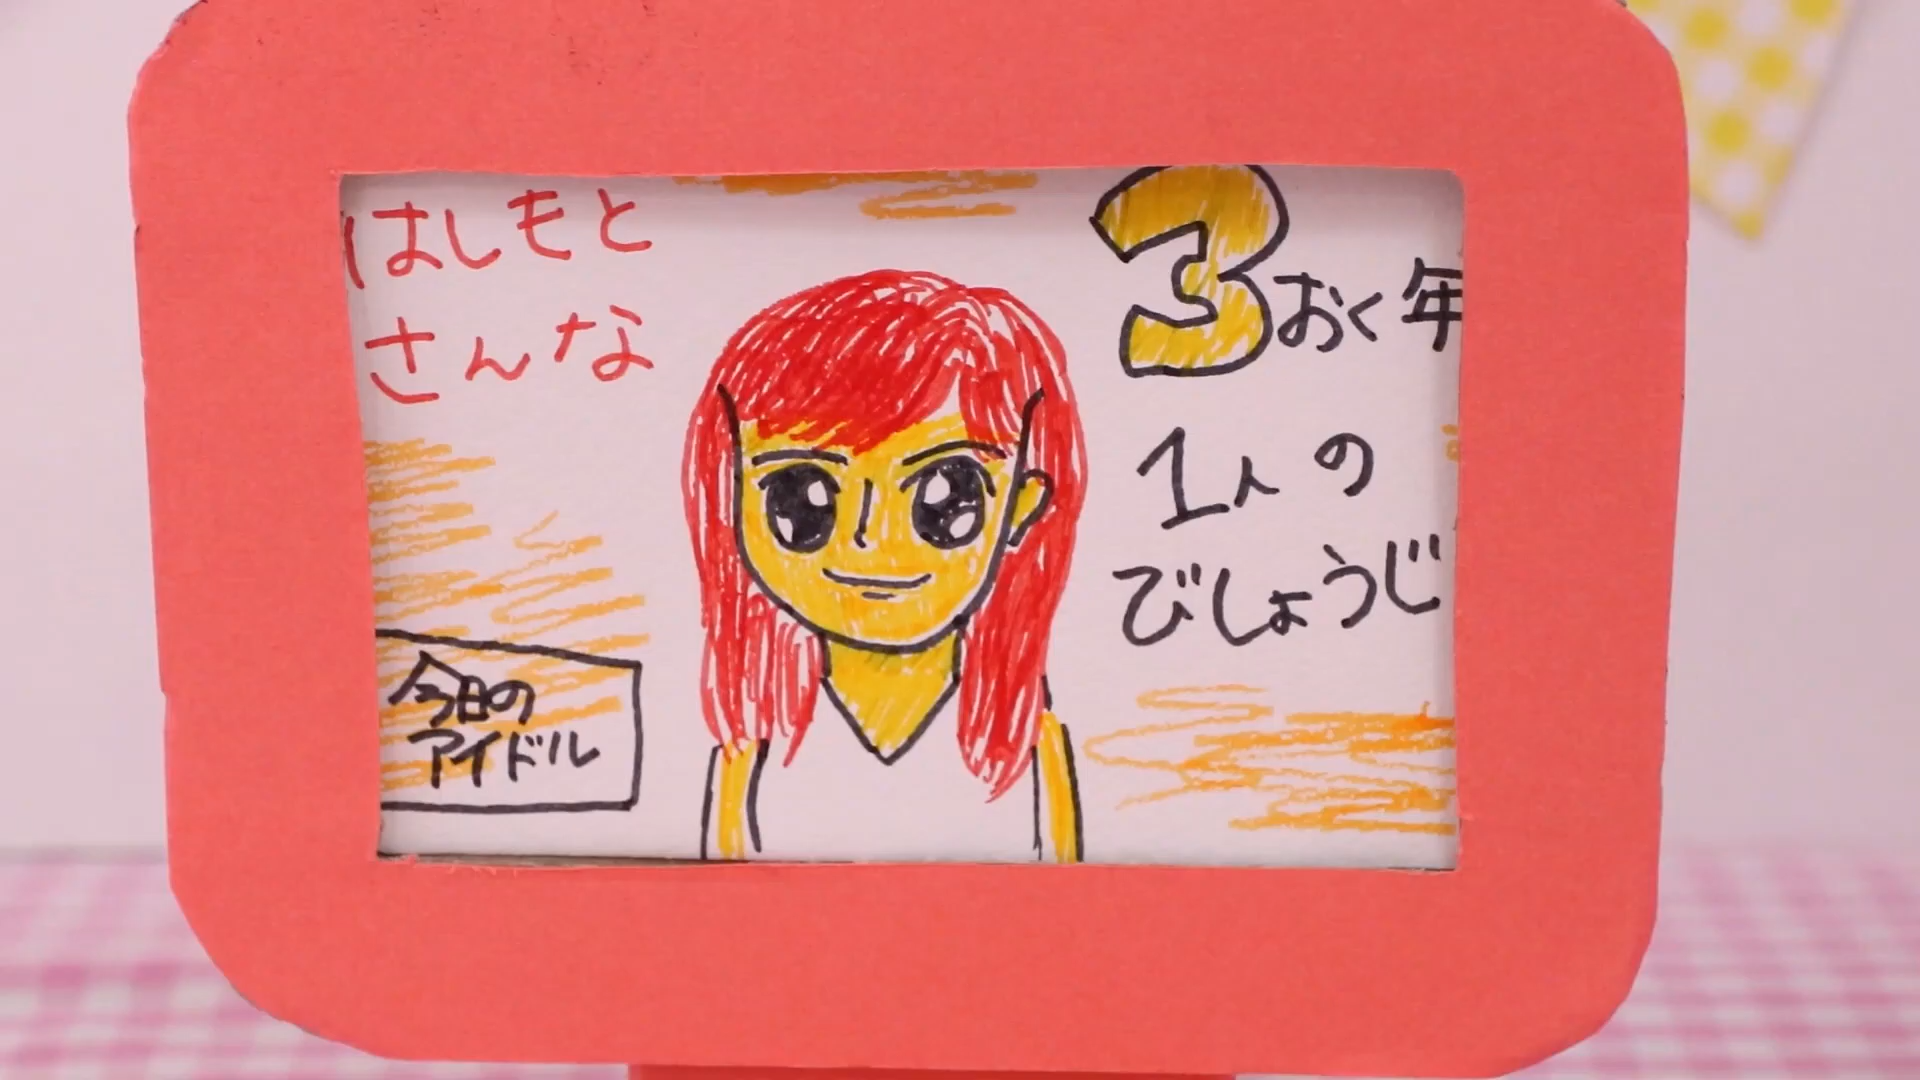 はしもと
さんな
3おく年
1人の
びしょうじ
今日の
アイドル